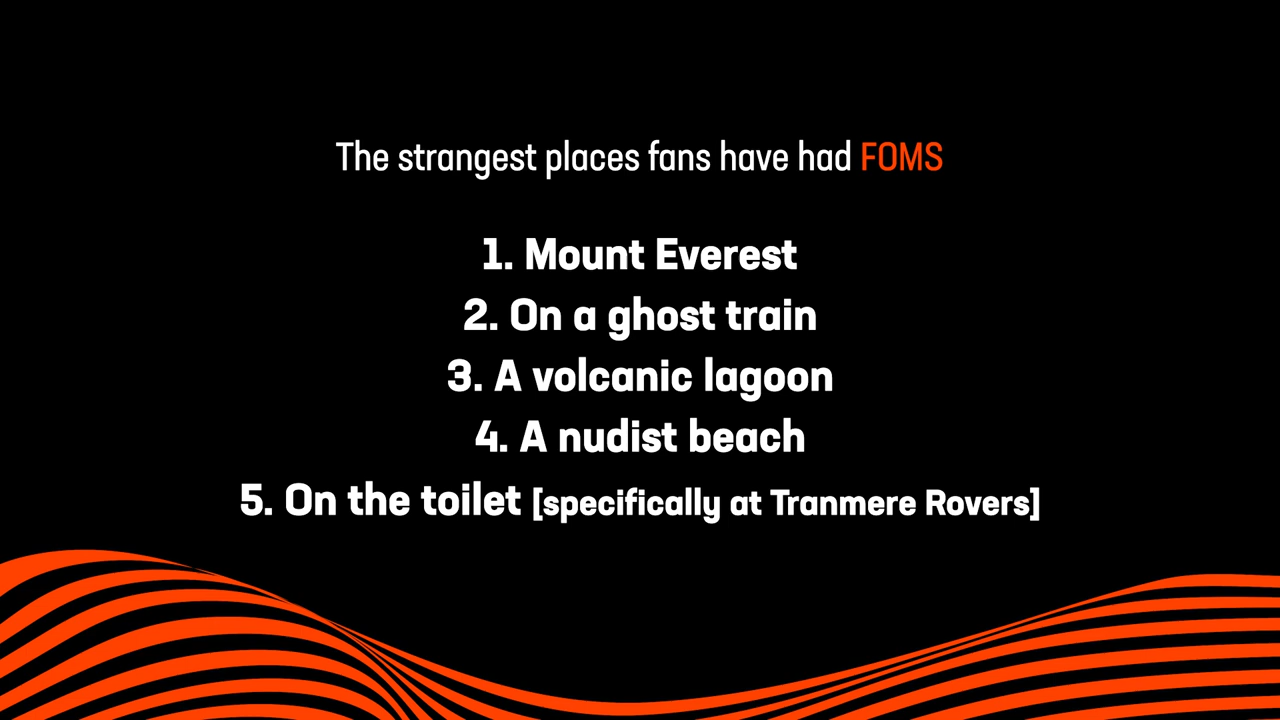 The strangest places fans have had FOMS
1. Mount Everest
2. On a ghost train
3. A volcanic lagoon
4. A nudist beach
5. On the toilet [specifically at Tranmere Rovers]